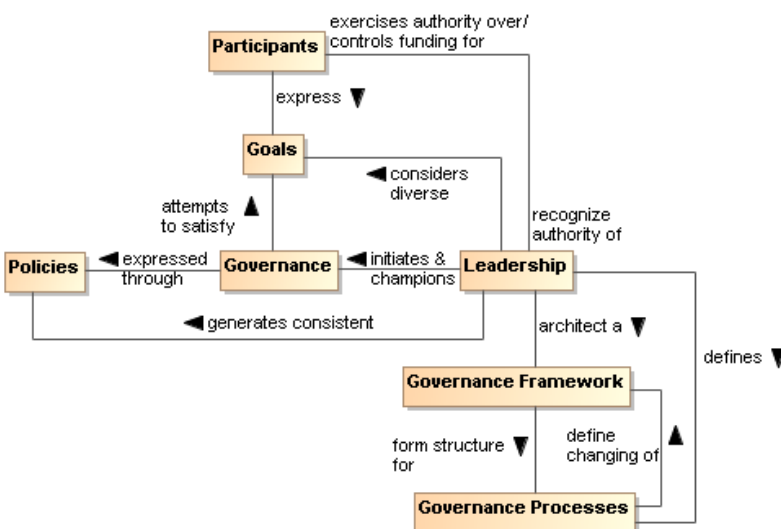 exercises authority over/
controls funding for
Participants
express
Goals
considers
diverse
attempts
to satisfy
recognize
authority of
Policies
expressed
through
Governance
initiates &
champions
Leadership
generates consistent
architect a
defines
Governance Framework
form structure
for
define
changing of
Governance Processes